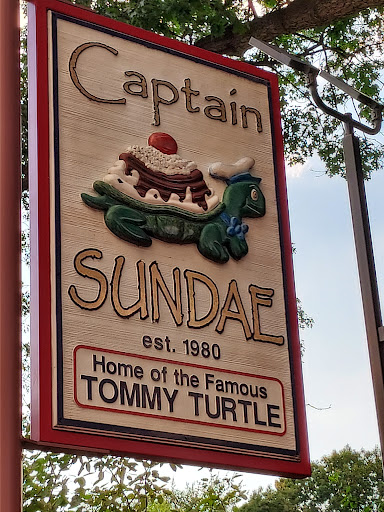 Captain
SUNDAE
est. 1980
Home of the Famous
TOMMY TURTLE